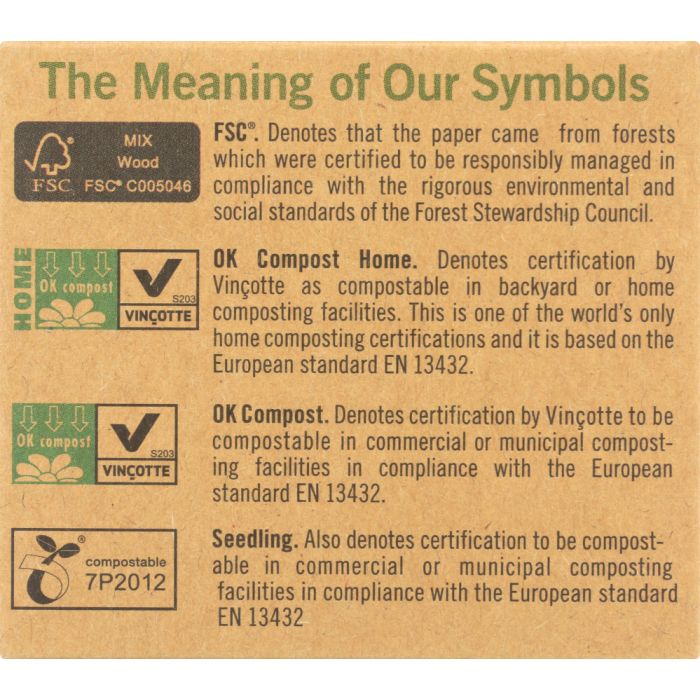 The Meaning of Our Symbols
MIX
Wood
FSC
FSC® C005046
FSC®. Denotes that the paper came from forests
which were certified to be responsibly managed in
compliance with the rigorous environmental and
social standards of the Forest Stewardship Council.
HOME
OK compost
S203
VINÇOTTE
OK Compost Home. Denotes certification by
Vinçotte as compostable in backyard or home
composting facilities. This is one of the world's only
home composting certifications and it is based on the
European standard EN 13432.
OK compost
S203
VINÇOTTE
OK Compost. Denotes certification by Vinçotte to be
compostable in commercial or municipal compost-
ing facilities in compliance with the European
standard EN 13432.
®
compostable
7P2012
Seedling. Also denotes certification to be compost-
able in commercial or municipal composting
facilities in compliance with the European standard
EN 13432